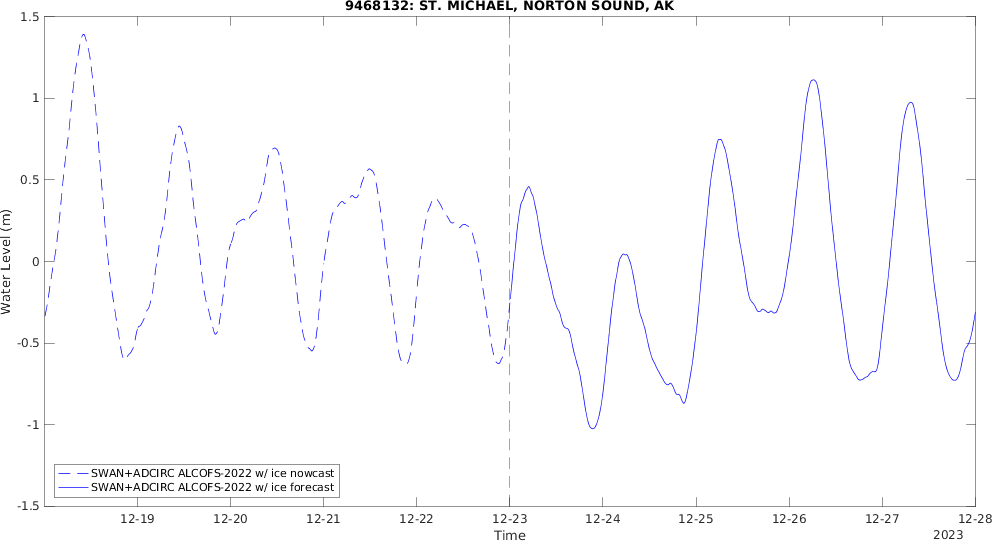 9468132: ST. MICHAEL, NORTON SOUND, AK
1.5
1
0.5
0
-0.5
-1
-1.5
Water Level (m)
SWAN+ADCIRC ALCOFS-2022 w/ ice nowcast
SWAN+ADCIRC ALCOFS-2022 w/ ice forecast
12-19 12-20 12-21 12-22 12-23 12-24 12-25 12-26 12-27 12-28
Time
2023